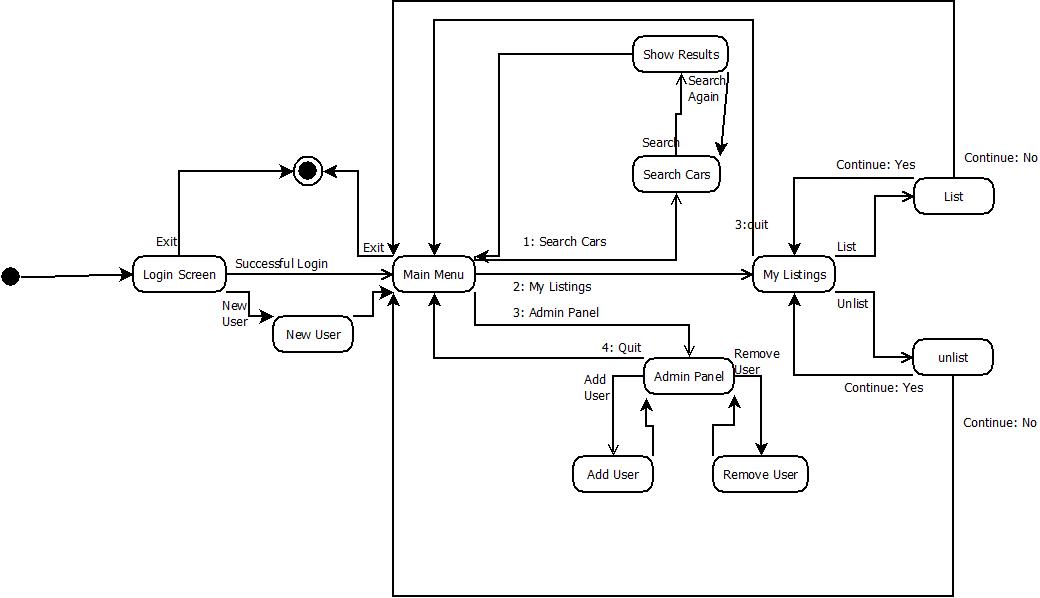 Show Results
Search
Again
Search
Search Cars
Continue: Yes
Continue: No
List
Exit
Exit
1: Search Cars
3:quit
List
Login Screen
Successful Login
Main Menu
My Listings
2: My Listings
New
User
New User
3: Admin Panel
Unlist
4: Quit
Remove
User
unlist
Add
User
Admin Panel
Continue: Yes
Continue: No
Add User
Remove User